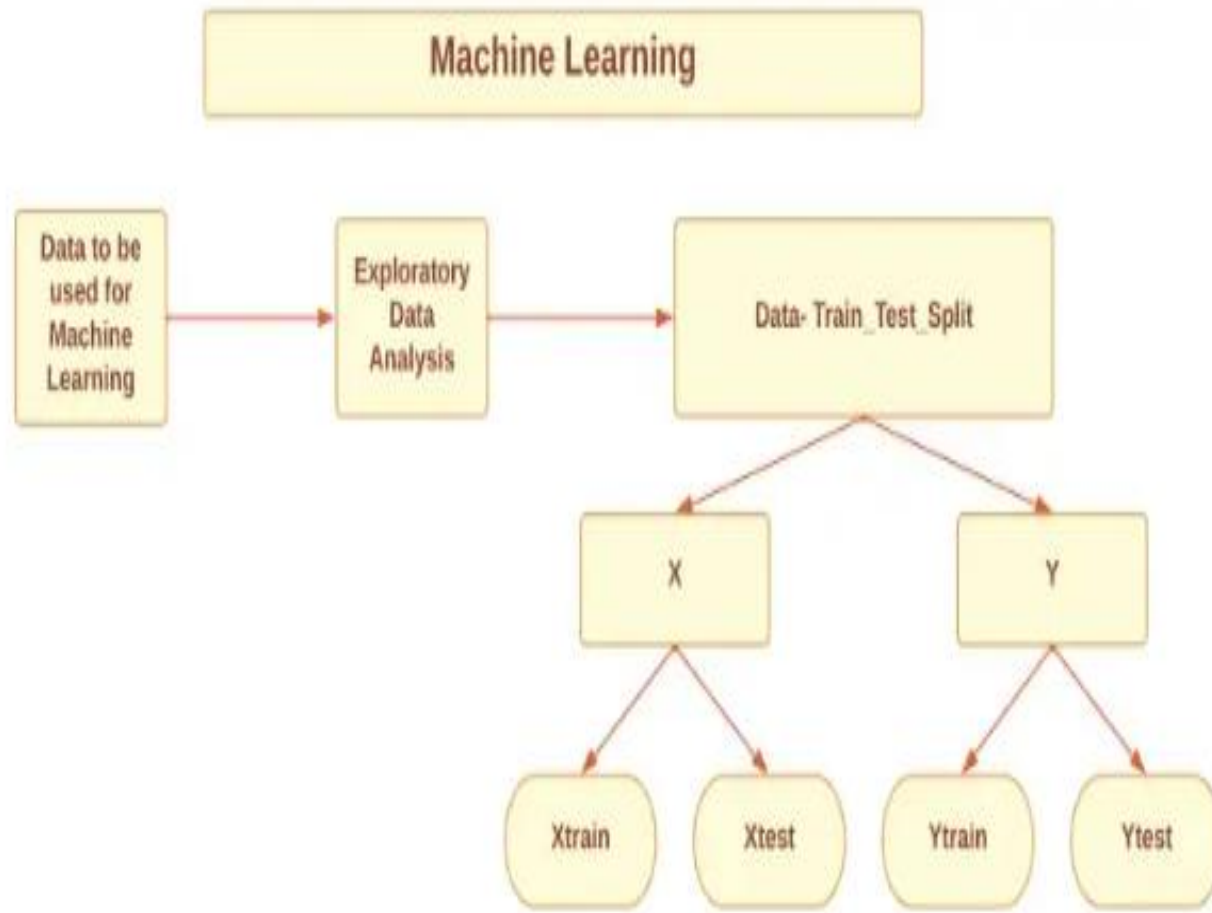 Machine Learning
Data to be
used for
Machine
Learning
Exploratory
Data
Analysis
Data- Train_Test_Split
X
Y
Xtrain
Xtest
Ytrain
Ytest